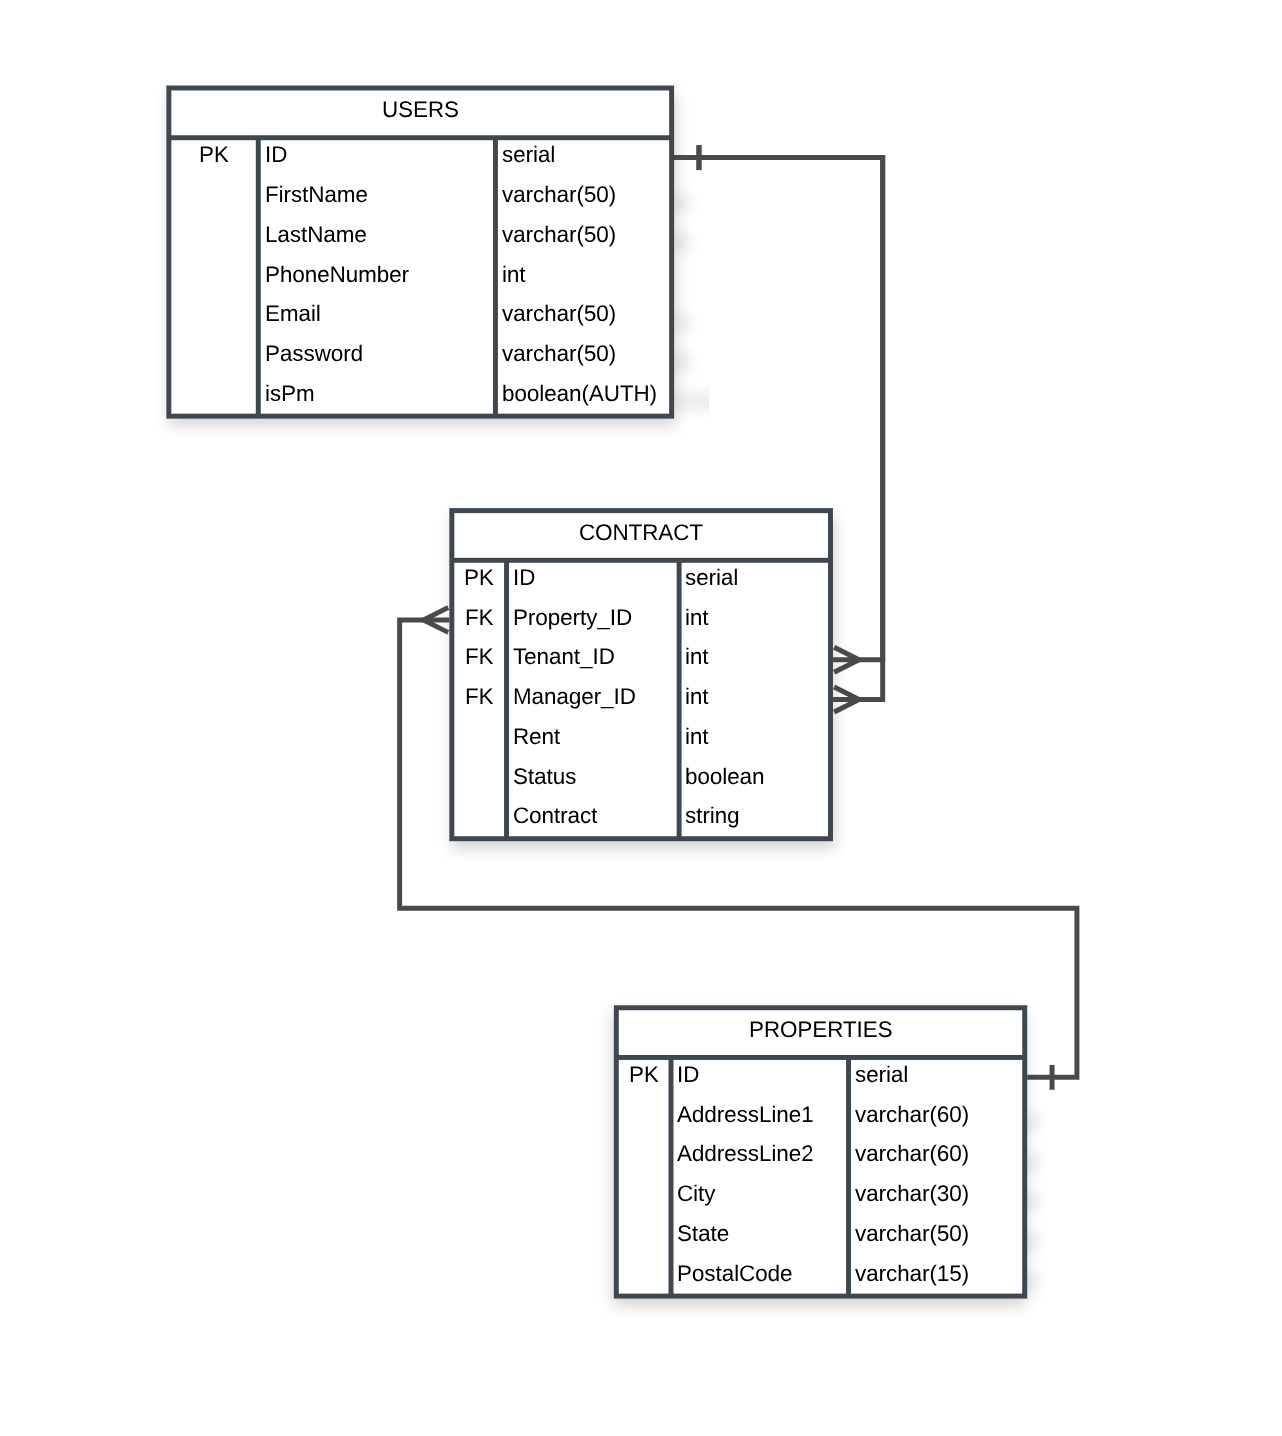 USERS
PK ID serial
FirstName varchar(50)
LastName varchar(50)
PhoneNumber int
Email varchar(50)
Password varchar(50)
isPm boolean(AUTH)
CONTRACT
PK ID serial
FK Property_ID int
FK Tenant_ID int
FK Manager_ID int
Rent int
Status boolean
Contract string
PROPERTIES
PK ID serial
AddressLine1 varchar(60)
AddressLine2 varchar(60)
City varchar(30)
State varchar(50)
PostalCode varchar(15)